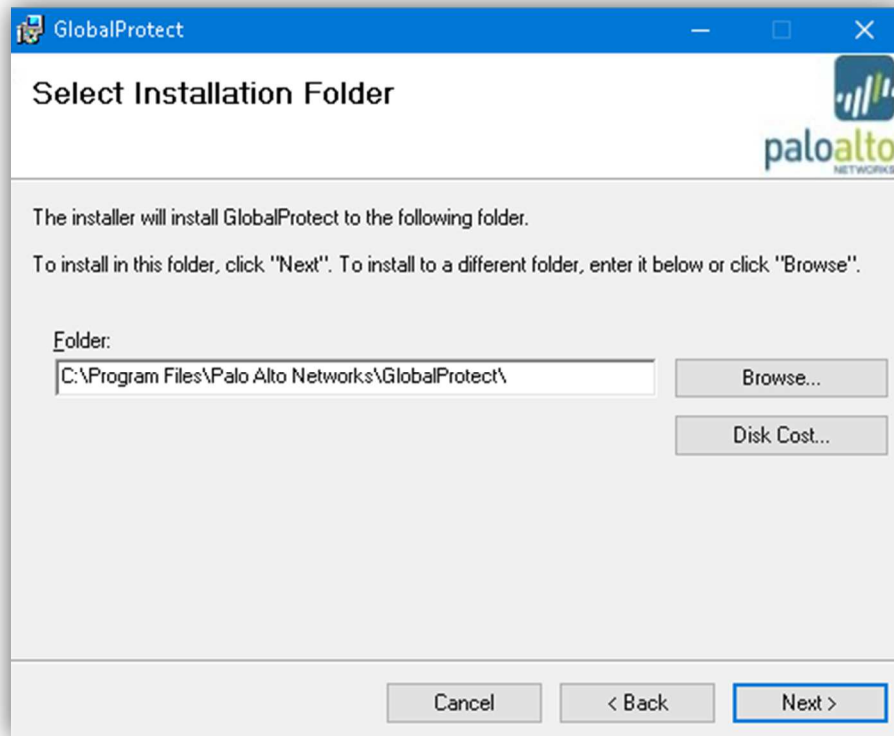 GlobalProtect
Select Installation Folder
paloalto
NETWORKS
The installer will install GlobalProtect to the following folder.
To install in this folder, click "Next". To install to a different folder, enter it below or click "Browse".
Folder:
C:\Program Files\Palo Alto Networks\GlobalProtect\
Browse...
Disk Cost...
Cancel
< Back
Next >